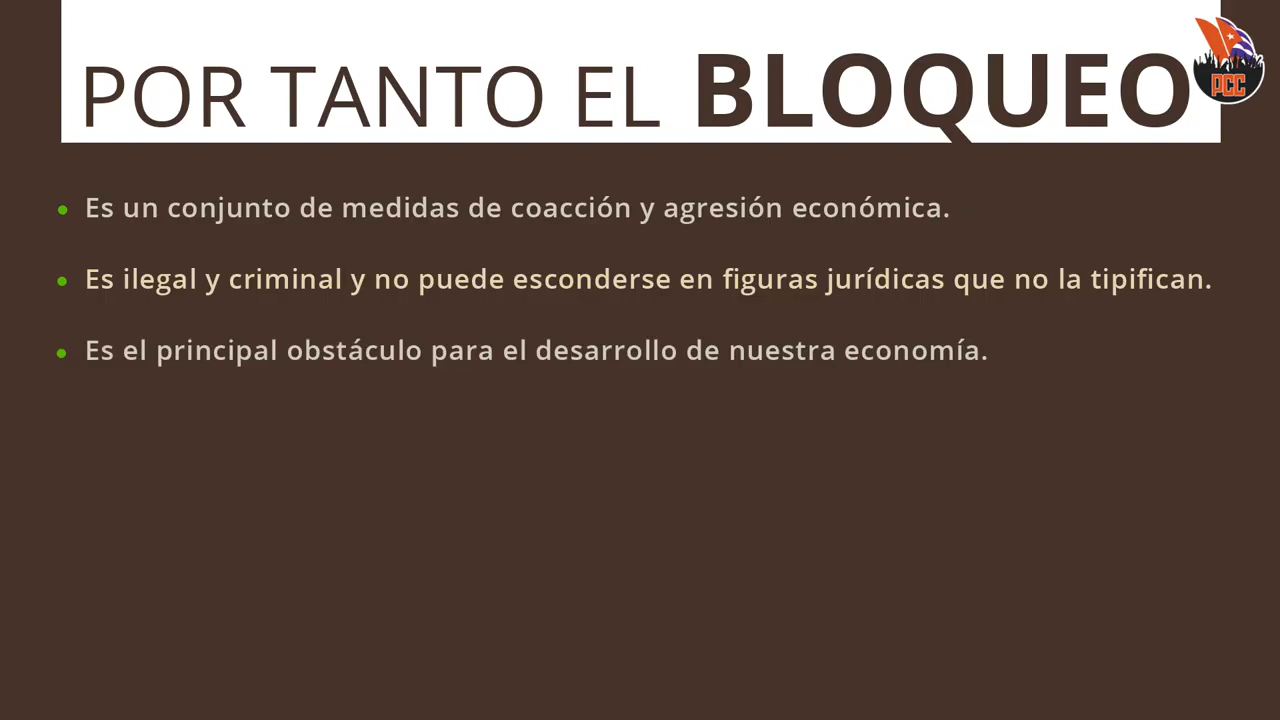 POR TANTO EL BLOQUEO
PCC
Es un conjunto de medidas de coacción y agresión económica.
Es ilegal y criminal y no puede esconderse en figuras jurídicas que no la tipifican.
Es el principal obstáculo para el desarrollo de nuestra economía.